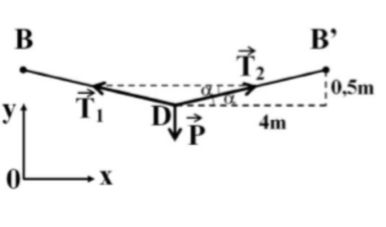 B B'
T₂
α α
0,5m
T₁
y D P 4m
0 x